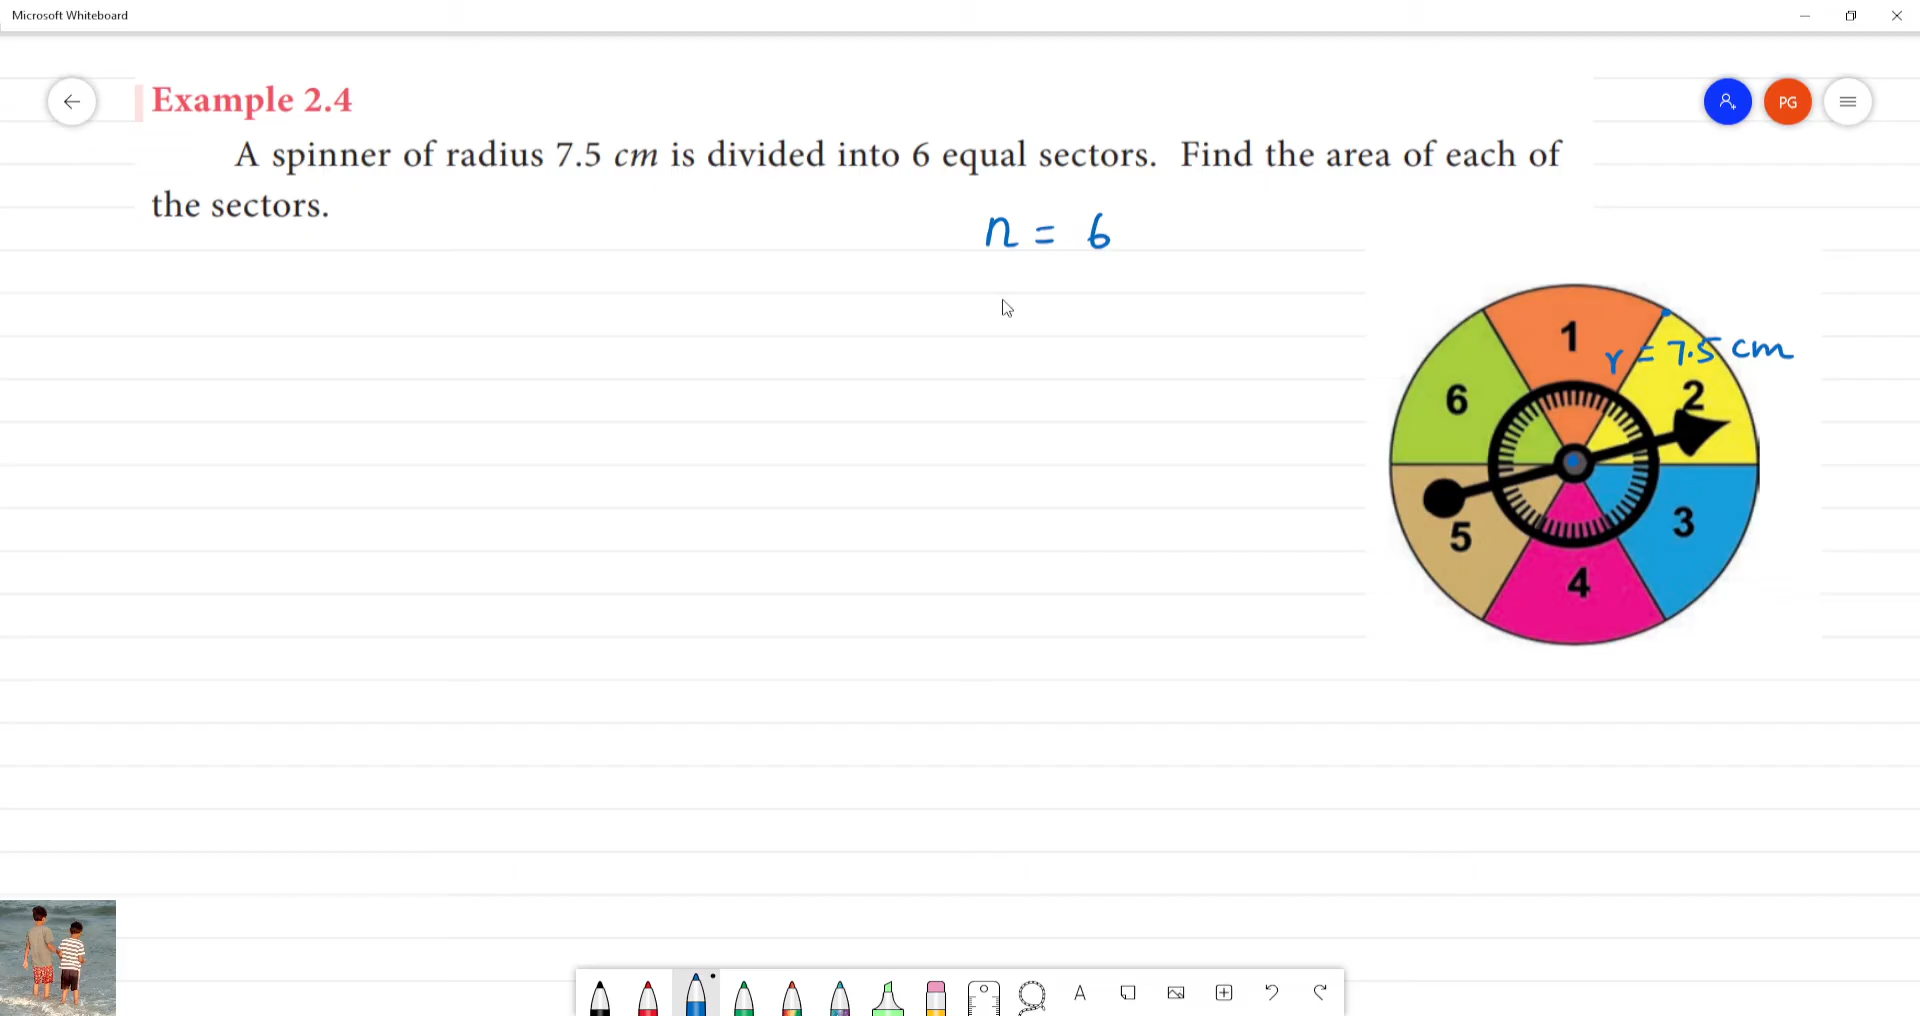 Microsoft Whiteboard
Example 2.4
PG
A spinner of radius 7.5 cm is divided into 6 equal sectors. Find the area of each of
the sectors.
n = 6
1
r = 7.5 cm
6
2
5
3
4
A